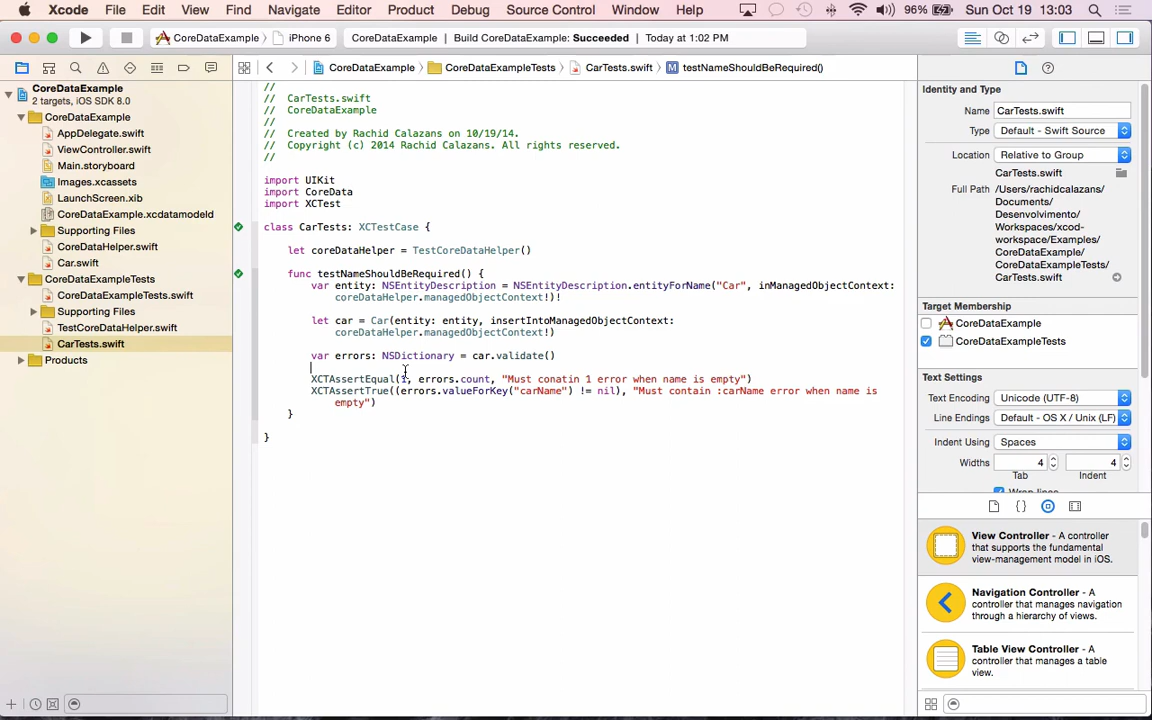 Xcode File Edit View Find Navigate Editor Product Debug Source Control Window Help 96% Sun Oct 19 13:03
CoreDataExample iPhone 6 CoreDataExample | Build CoreDataExample: Succeeded | Today at 1:02 PM
CoreDataExample CoreDataExampleTests CarTests.swift testNameShouldBeRequired()
CoreDataExample
2 targets, iOS SDK 8.0
CoreDataExample
AppDelegate.swift
ViewController.swift
Main.storyboard
Images.xcassets
LaunchScreen.xib
CoreDataExample.xcdatamodeld
Supporting Files
CoreDataHelper.swift
Car.swift
CoreDataExampleTests
CoreDataExampleTests.swift
Supporting Files
TestCoreDataHelper.swift
CarTests.swift
Products
//
// CarTests.swift
// CoreDataExample
//
// Created by Rachid Calazans on 10/19/14.
// Copyright (c) 2014 Rachid Calazans. All rights reserved.
//
import UIKit
import CoreData
import XCTest
class CarTests: XCTestCase {
let coreDataHelper = TestCoreDataHelper()
func testNameShouldBeRequired() {
var entity: NSEntityDescription = NSEntityDescription.entityForName("Car", inManagedObjectContext:
coreDataHelper.managedObjectContext!)!
let car = Car(entity: entity, insertIntoManagedObjectContext:
coreDataHelper.managedObjectContext!)
var errors: NSDictionary = car.validate()
XCTAssertEqual(1, errors.count, "Must conatin 1 error when name is empty")
XCTAssertTrue((errors.valueForKey("carName") != nil), "Must contain :carName error when name is
empty")
}
}
Identity and Type
Name CarTests.swift
Type Default - Swift Source
Location Relative to Group
CarTests.swift
Full Path /Users/rachidcalazans/
Documents/
Desenvolvimento/
Workspaces/xcod-
workspace/Examples/
CoreDataExample/
CoreDataExampleTests/
CarTests.swift
Target Membership
CoreDataExample
CoreDataExampleTests
Text Settings
Text Encoding Unicode (UTF-8)
Line Endings Default - OS X / Unix (LF)
Indent Using Spaces
Widths 4 4
Tab Indent
Wrap lines
View Controller - A
controller that supports the
fundamental
view-management model in iOS.
Navigation Controller - A
controller that manages navigation
through a hierarchy of views.
Table View Controller - A
controller that manages a table
view.